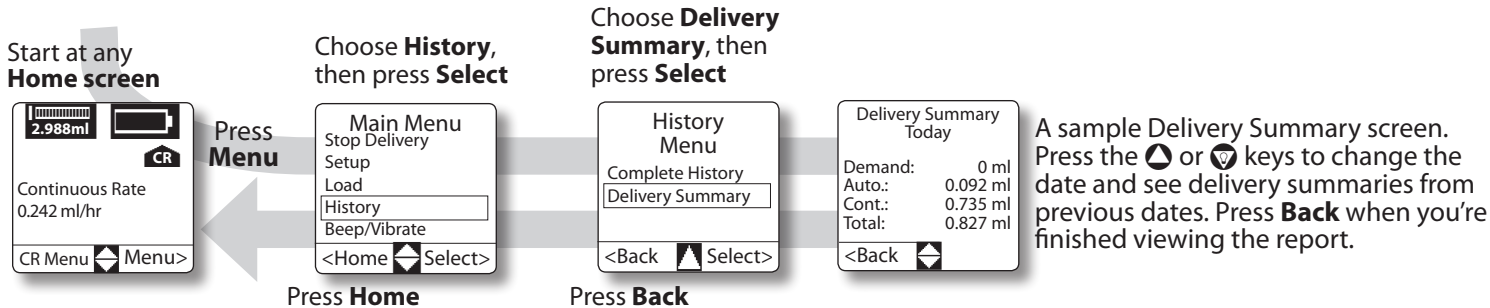 Start at any
Home screen
2.988ml
CR
Continuous Rate
0.242 ml/hr
CR Menu Menu>
Press
Menu
Choose History,
then press Select
Main Menu
Stop Delivery
Setup
Load
History
Beep/Vibrate
<Home Select>
Press Home
Choose Delivery
Summary, then
press Select
History
Menu
Complete History
Delivery Summary
<Back Select>
Press Back
Delivery Summary
Today
Demand: 0 ml
Auto.: 0.092 ml
Cont.: 0.735 ml
Total: 0.827 ml
<Back
A sample Delivery Summary screen.
Press the or keys to change the
date and see delivery summaries from
previous dates. Press Back when you're
finished viewing the report.